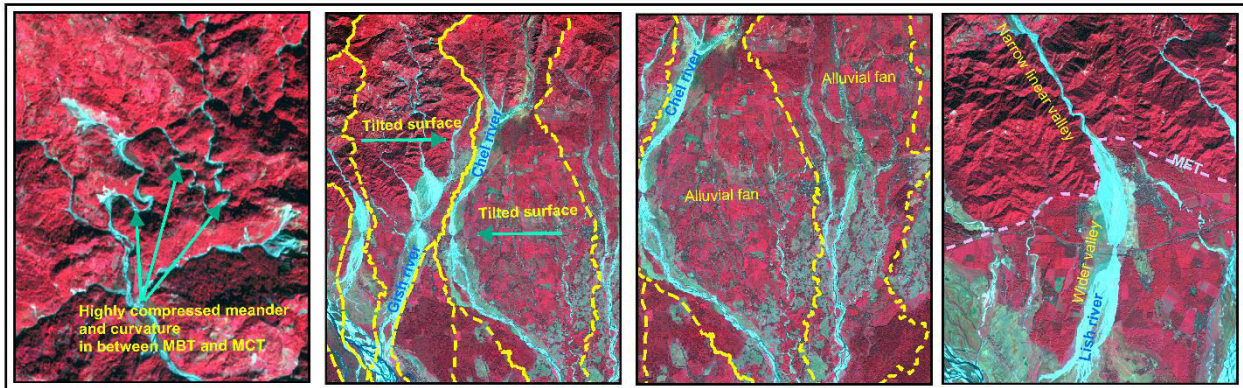 Highly compressed meander
and curvature
in between MBT and MCT
Tilted surface
Chel river
Tilted surface
Gish river
Chel river
Alluvial fan
Alluvial fan
Narrow linear valley
MFT
Wider valley
Lish river